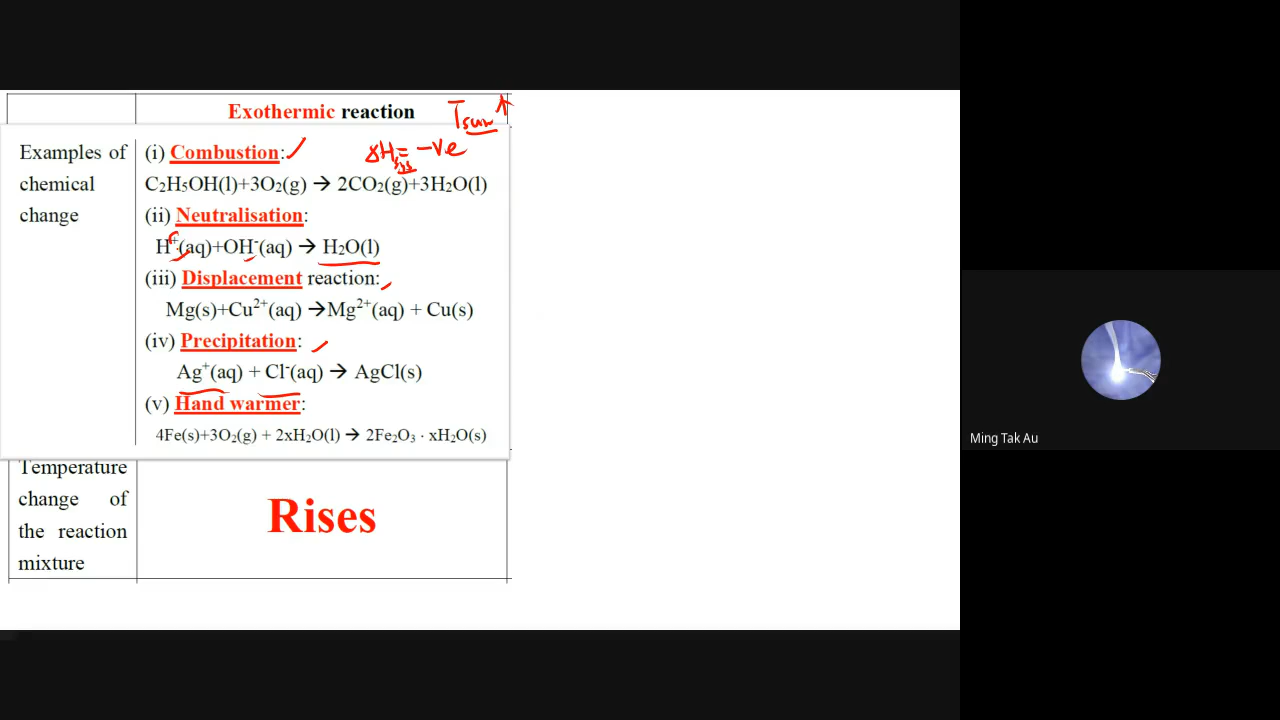 Exothermic reaction
T surr ↑
Examples of chemical change
(i) Combustion:
ΔH sys = -ve
C₂H₅OH(l)+3O₂(g) → 2CO₂(g)+3H₂O(l)
(ii) Neutralisation:
H⁺(aq)+OH⁻(aq) → H₂O(l)
(iii) Displacement reaction:
Mg(s)+Cu²⁺(aq) →Mg²⁺(aq) + Cu(s)
(iv) Precipitation:
Ag⁺(aq) + Cl⁻(aq) → AgCl(s)
(v) Hand warmer:
4Fe(s)+3O₂(g) + 2xH₂O(l) → 2Fe₂O₃ · xH₂O(s)
Temperature
change of
the reaction
mixture
Rises
Ming Tak Au